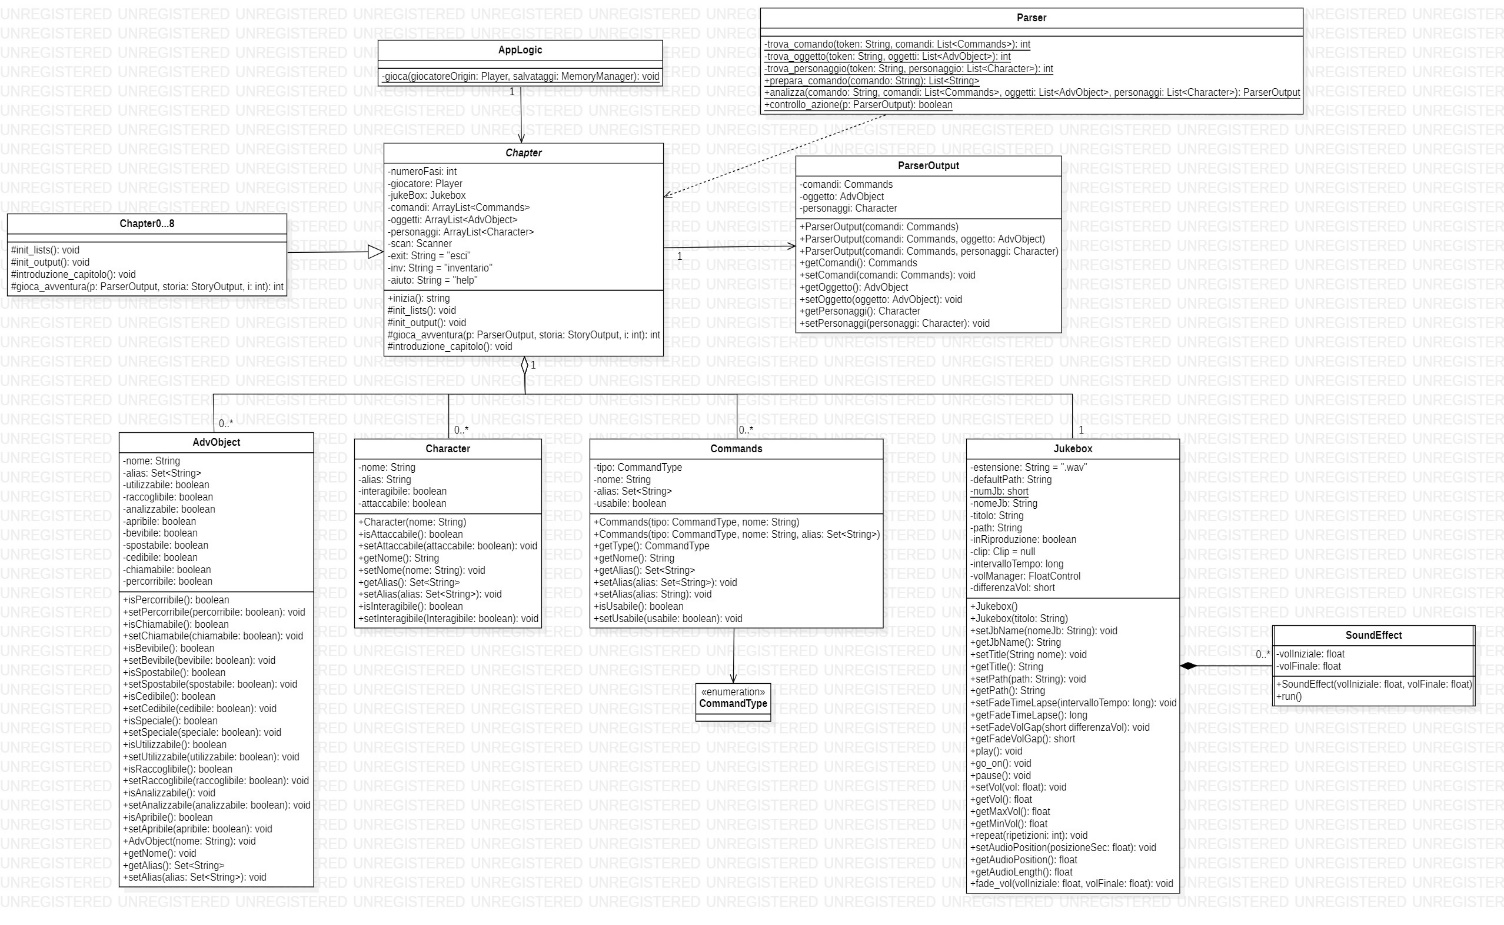 AppLogic
-gioca(giocatoreOrigin: Player, salvataggi: MemoryManager): void
1
Parser
-trova_comando(token: String, comandi: List<Commands>): int
-trova_oggetto(token: String, oggetti: List<AdvObject>): int
-trova_personaggio(token: String, personaggio: List<Character>): int
+prepara_comando(comando: String): List<String>
+analizza(comando: String, comandi: List<Commands>, oggetti: List<AdvObject>, personaggi: List<Character>): ParserOutput
+controllo_azione(p: ParserOutput): boolean
Chapter
-numeroFasi: int
-giocatore: Player
-jukeBox: Jukebox
-comandi: ArrayList<Commands>
-oggetti: ArrayList<AdvObject>
-personaggi: ArrayList<Character>
-scan: Scanner
-exit: String = "esci"
-inv: String = "inventario"
-aiuto: String = "help"
+inizia(): string
#init_lists(): void
#init_output(): void
#gioca_avventura(p: ParserOutput, storia: StoryOutput, i: int): int
#introduzione_capitolo(): void
1
1
ParserOutput
-comandi: Commands
-oggetto: AdvObject
-personaggi: Character
+ParserOutput(comandi: Commands)
+ParserOutput(comandi: Commands, oggetto: AdvObject)
+ParserOutput(comandi: Commands, personaggi: Character)
+getComandi(): Commands
+setComandi(comandi: Commands): void
+getOggetto(): AdvObject
+setOggetto(oggetto: AdvObject): void
+getPersonaggi(): Character
+setPersonaggi(personaggi: Character): void
Chapter0...8
#init_lists(): void
#init_output(): void
#introduzione_capitolo(): void
#gioca_avventura(p: ParserOutput, storia: StoryOutput, i: int): int
0..*
AdvObject
-nome: String
-alias: Set<String>
-utilizzabile: boolean
-raccoglibile: boolean
-analizzabile: boolean
-apribile: boolean
-bevibile: boolean
-spostabile: boolean
-cedibile: boolean
-chiamabile: boolean
-percorribile: boolean
+isPercorribile(): boolean
+setPercorribile(percorribile: boolean): void
+isChiamabile(): boolean
+setChiamabile(chiamabile: boolean): void
+isBevibile(): boolean
+setBevibile(bevibile: boolean): void
+isSpostabile(): boolean
+setSpostabile(spostabile: boolean): void
+isCedibile(): boolean
+setCedibile(cedibile: boolean): void
+isSpeciale(): boolean
+setSpeciale(speciale: boolean): void
+isUtilizzabile(): boolean
+setUtilizzabile(utilizzabile: boolean): void
+isRaccoglibile(): boolean
+setRaccoglibile(raccoglibile: boolean): void
+isAnalizzabile(): void
+setAnalizzabile(analizzabile: boolean): void
+isApribile(): boolean
+setApribile(apribile: boolean): void
+AdvObject(nome: String): void
+getNome(): void
+getAlias(): Set<String>
+setAlias(alias: Set<String>): void
0..*
Character
-nome: String
-alias: String
-interagibile: boolean
-attaccabile: boolean
+Character(nome: String)
+isAttaccabile(): boolean
+setAttaccabile(attaccabile: boolean): void
+getNome(): String
+setNome(nome: String): void
+getAlias(): Set<String>
+setAlias(alias: Set<String>): void
+isInteragibile(): boolean
+setInteragibile(Interagibile: boolean): void
0..*
Commands
-tipo: CommandType
-nome: String
-alias: Set<String>
-usabile: boolean
+Commands(tipo: CommandType, nome: String)
+Commands(tipo: CommandType, nome: String, alias: Set<String>)
+getType(): CommandType
+getNome(): String
+getAlias(): Set<String>
+setAlias(alias: Set<String>): void
+setAlias(alias: String): void
+isUsabile(): boolean
+setUsabile(usabile: boolean): void
«enumeration»
CommandType
1
Jukebox
-estensione: String = ".wav"
-defaultPath: String
-numJb: short
-nomeJb: String
-titolo: String
-path: String
-inRiproduzione: boolean
-clip: Clip = null
-intervalloTempo: long
-volManager: FloatControl
-differenzaVol: short
+Jukebox()
+Jukebox(titolo: String)
+setJbName(nomeJb: String): void
+getJbName(): String
+setTitle(String nome): void
+getTitle(): String
+setPath(path: String): void
+getPath(): String
+setFadeTimeLapse(intervalloTempo: long): void
+getFadeTimeLapse(): long
+setFadeVolGap(short differenzaVol): void
+getFadeVolGap(): short
+play(): void
+go_on(): void
+pause(): void
+setVol(vol: float): void
+getVol(): float
+getMaxVol(): float
+getMinVol(): float
+repeat(ripetizioni: int): void
+setAudioPosition(posizioneSec: float): void
+getAudioPosition(): float
+getAudioLength(): float
+fade_vol(volIniziale: float, volFinale: float): void
0..*
SoundEffect
-volIniziale: float
-volFinale: float
+SoundEffect(volIniziale: float, volFinale: float)
+run()